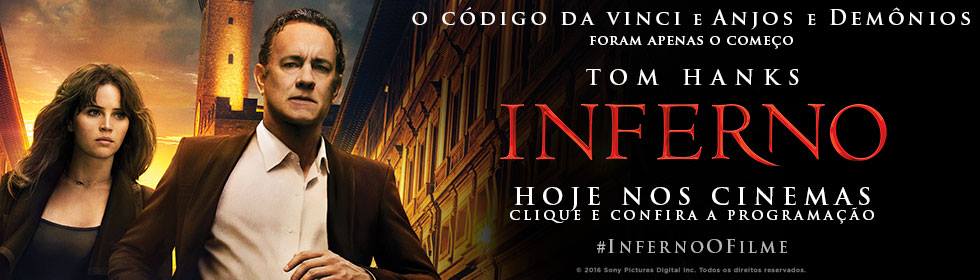 O CÓDIGO DA VINCI E ANJOS E DEMÔNIOS
FORAM APENAS O COMEÇO
TOM HANKS
INFERNO
HOJE NOS CINEMAS
CLIQUE E CONFIRA A PROGRAMAÇÃO
#INFERNOOFILME
© 2016 Sony Pictures Digital Inc. Todos os direitos reservados.